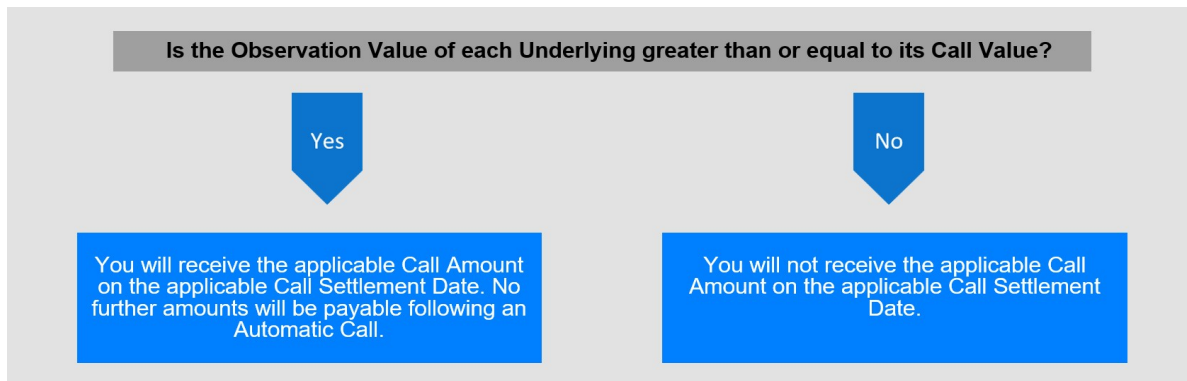 Is the Observation Value of each Underlying greater than or equal to its Call Value?
Yes
No
You will receive the applicable Call Amount
on the applicable Call Settlement Date. No
further amounts will be payable following an
Automatic Call.
You will not receive the applicable Call
Amount on the applicable Call Settlement
Date.